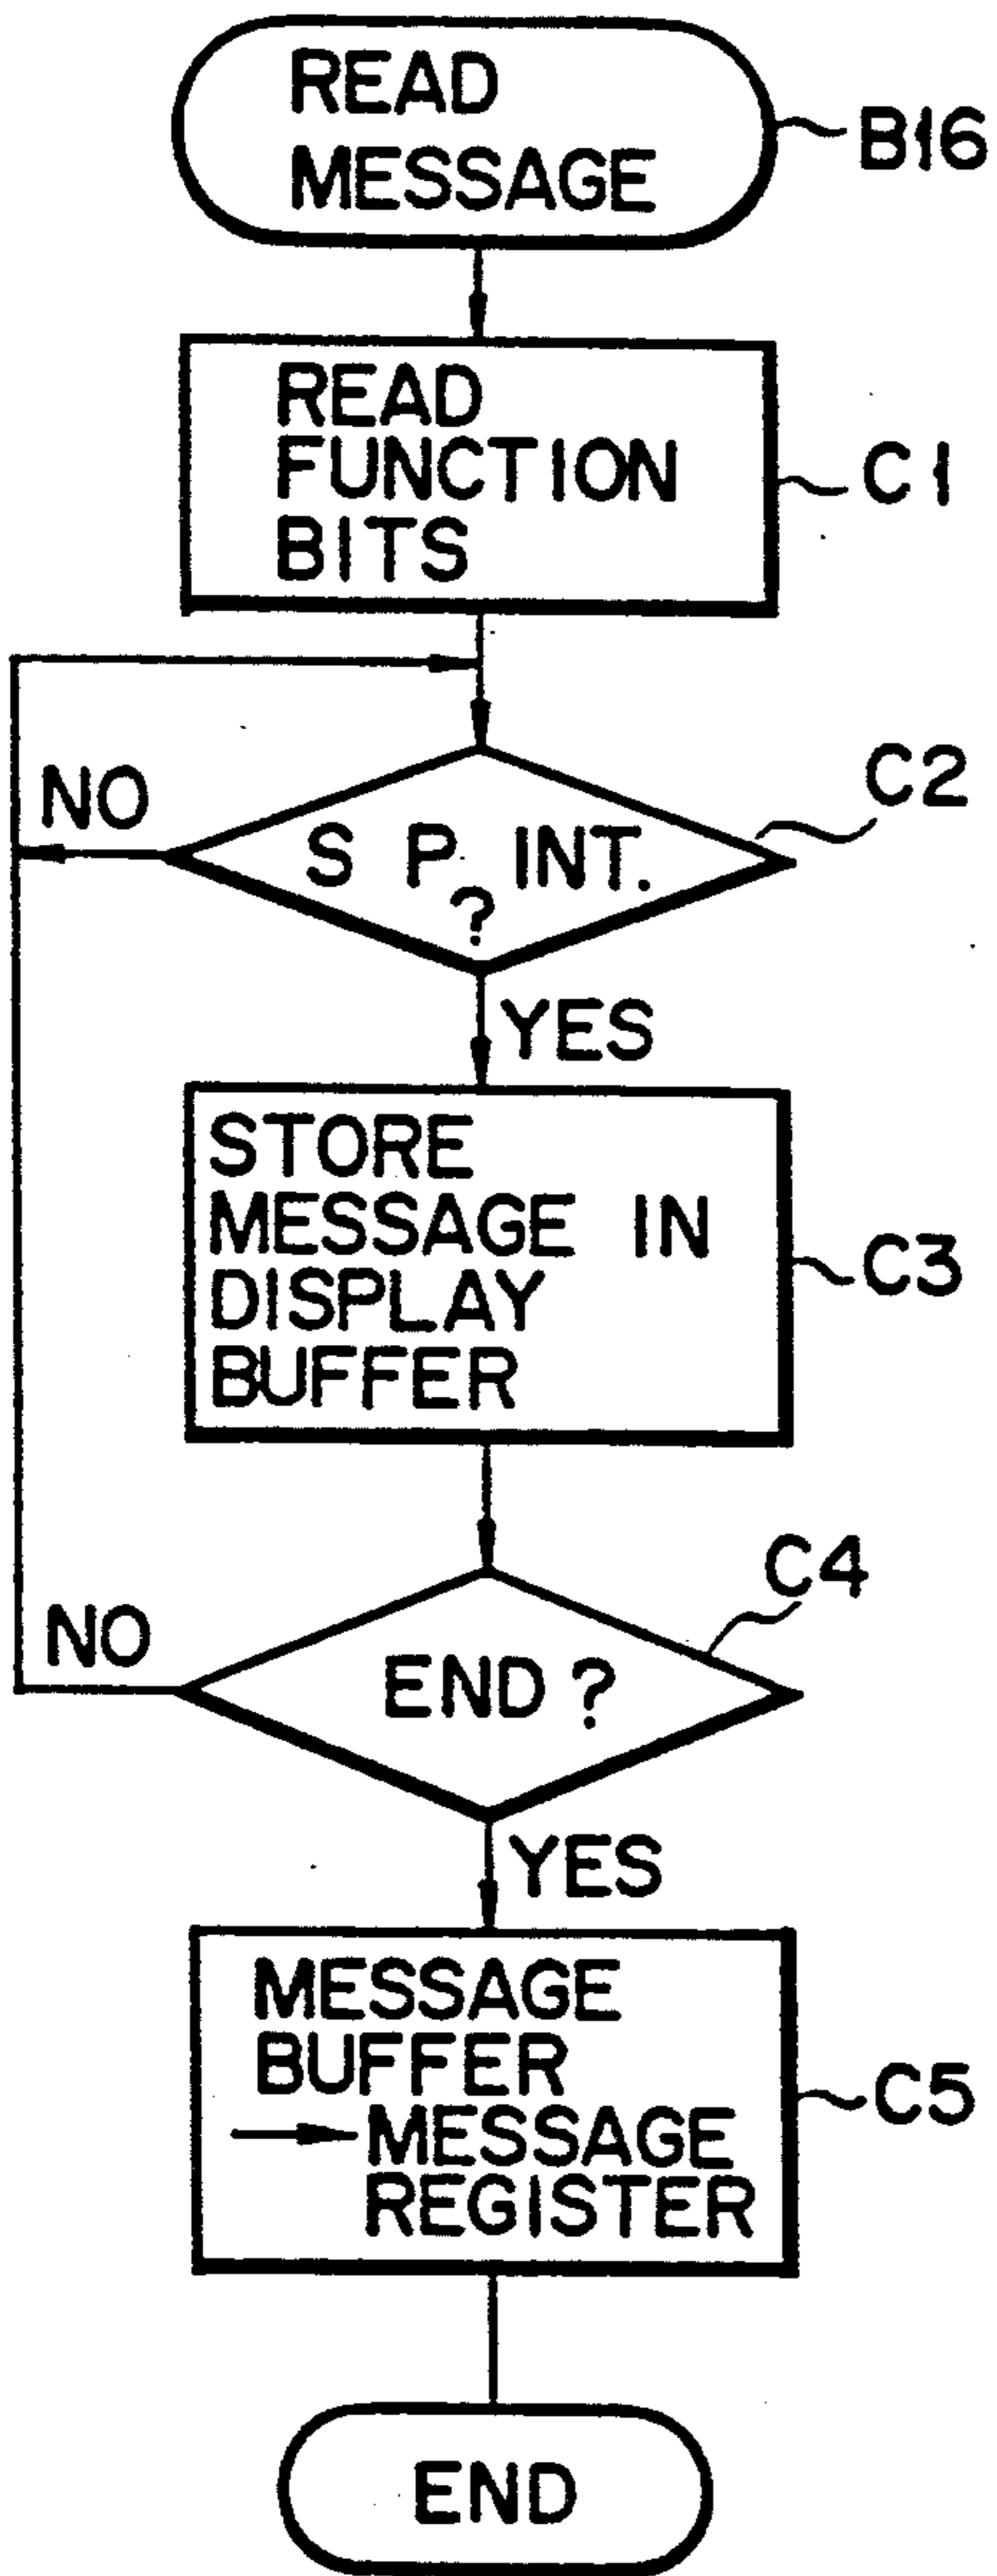 READ
MESSAGE
B16
READ
FUNCTION
BITS
C1
NO
S P INT.
?
C2
YES
STORE
MESSAGE IN
DISPLAY
BUFFER
C3
C4
NO
END ?
YES
MESSAGE
BUFFER
→ MESSAGE
REGISTER
C5
END